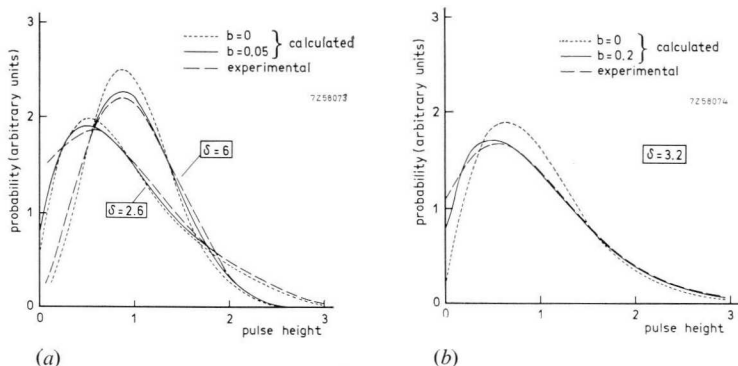 3
2
1
0
probability (arbitrary units)
b=0
b=0,05
calculated
experimental
7Z58073
δ=6
δ=2.6
0
1
2
3
pulse height
(a)
3
2
1
0
probability (arbitrary units)
b=0
b=0.2
calculated
experimental
7Z58074
δ=3.2
0
1
2
3
pulse height
(b)